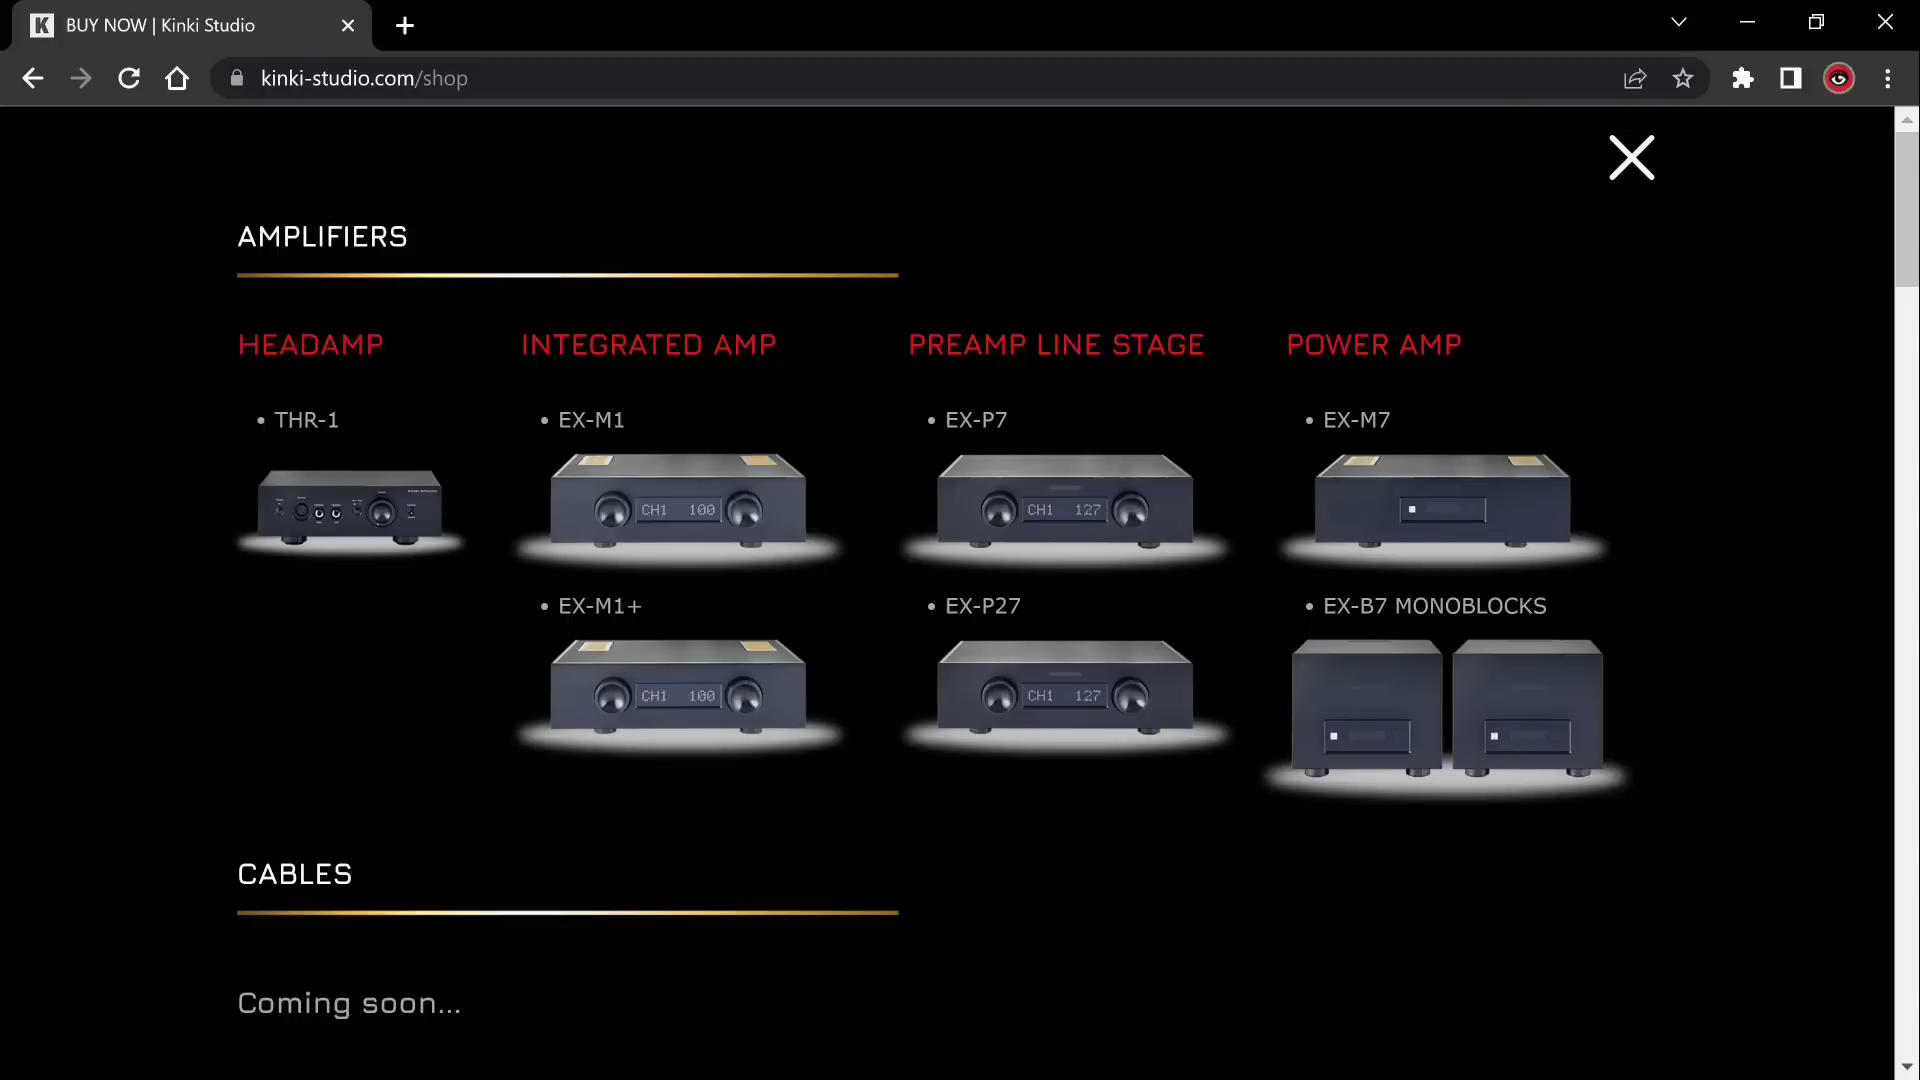 BUY NOW | Kinki Studio
kinki-studio.com/shop
AMPLIFIERS
HEADAMP
INTEGRATED AMP
PREAMP LINE STAGE
POWER AMP
• THR-1
• EX-M1
• EX-P7
• EX-M7
CH1 100
CH1 127
• EX-M1+
• EX-P27
• EX-B7 MONOBLOCKS
CH1 100
CH1 127
CABLES
Coming soon...